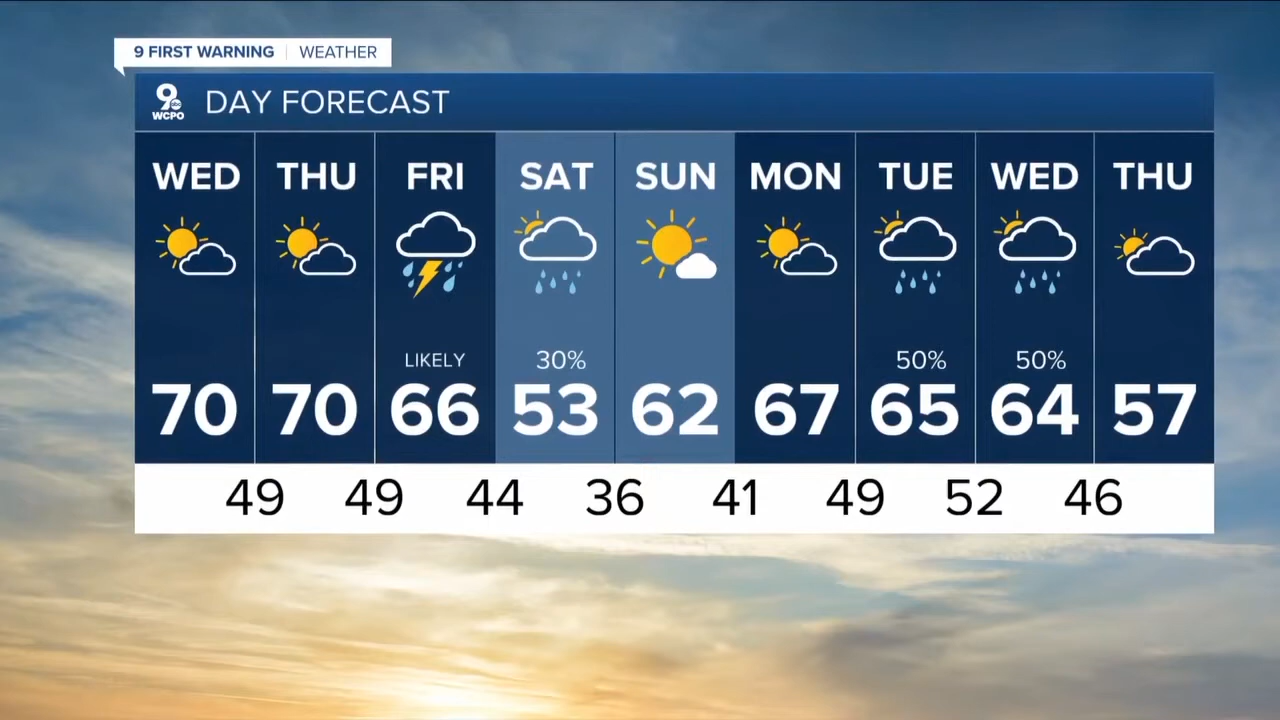 9 FIRST WARNING | WEATHER
9 abc
WCPO
DAY FORECAST
WED THU FRI SAT SUN MON TUE WED THU
LIKELY 30% 50% 50%
70 70 66 53 62 67 65 64 57
49 49 44 36 41 49 52 46